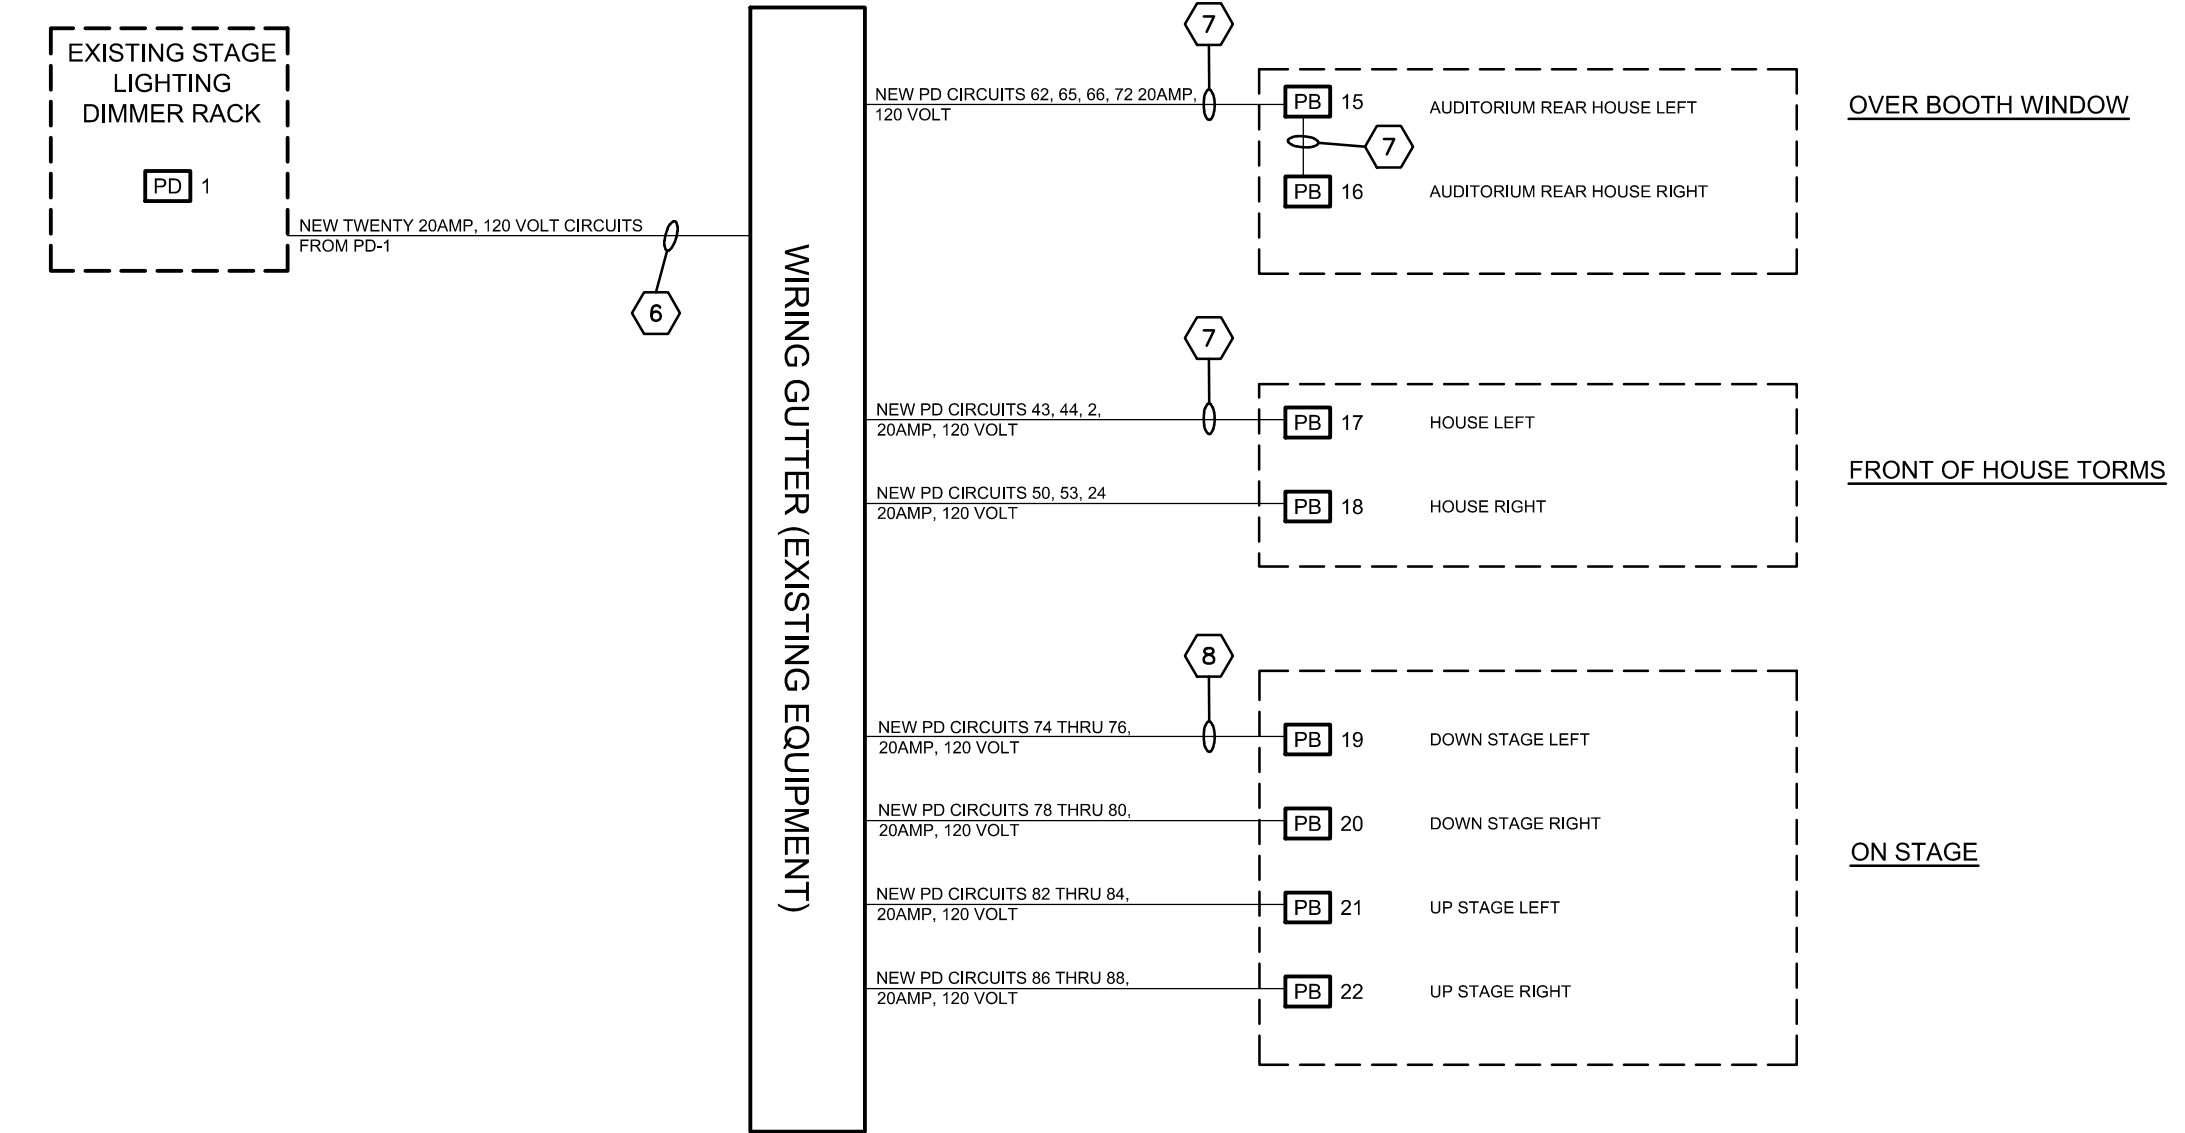 EXISTING STAGE
LIGHTING
DIMMER RACK
PD 1
NEW TWENTY 20AMP, 120 VOLT CIRCUITS
FROM PD-1
6
WIRING GUTTER (EXISTING EQUIPMENT)
7
NEW PD CIRCUITS 62, 65, 66, 72 20AMP,
120 VOLT
PB 15 AUDITORIUM REAR HOUSE LEFT
7
PB 16 AUDITORIUM REAR HOUSE RIGHT
OVER BOOTH WINDOW
7
NEW PD CIRCUITS 43, 44, 2,
20AMP, 120 VOLT
PB 17 HOUSE LEFT
NEW PD CIRCUITS 50, 53, 24
20AMP, 120 VOLT
PB 18 HOUSE RIGHT
FRONT OF HOUSE TORMS
8
NEW PD CIRCUITS 74 THRU 76,
20AMP, 120 VOLT
PB 19 DOWN STAGE LEFT
NEW PD CIRCUITS 78 THRU 80,
20AMP, 120 VOLT
PB 20 DOWN STAGE RIGHT
NEW PD CIRCUITS 82 THRU 84,
20AMP, 120 VOLT
PB 21 UP STAGE LEFT
NEW PD CIRCUITS 86 THRU 88,
20AMP, 120 VOLT
PB 22 UP STAGE RIGHT
ON STAGE